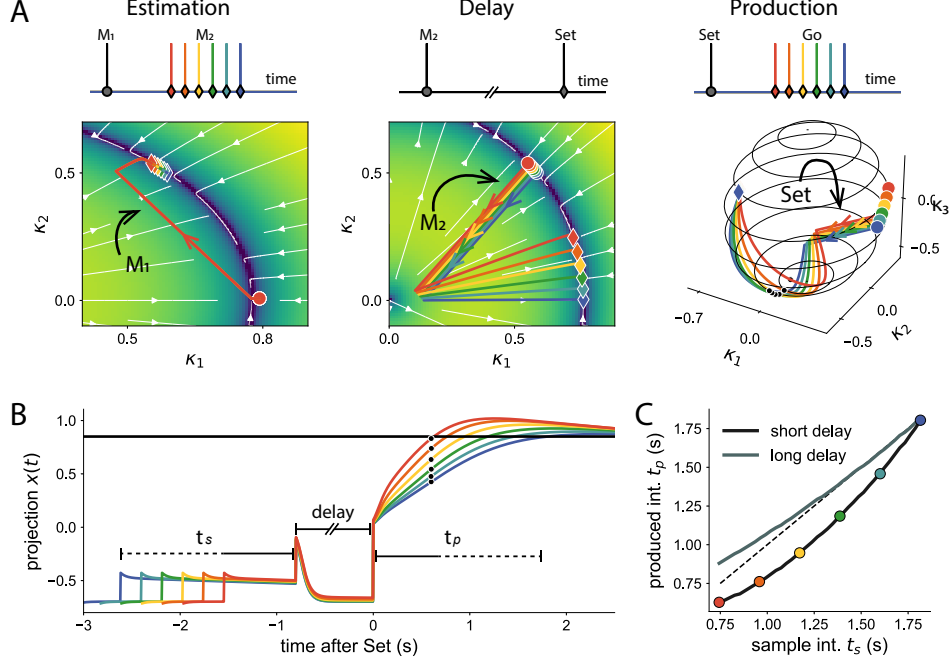 A
Estimation
Delay
Production
M₁ M₂
M₂ Set
Set Go
time
time
time
κ₂
0.5
0.0
0.5 0.8
κ₁
M₁
κ₂
0.5
0.0
0.0 0.5
κ₁
M₂
Set
0.0
−0.5
κ₃
−0.7
0.0
κ₁
−0.5
0.0
κ₂
B
projection x(t)
1.0
0.5
0.0
−0.5
tₛ
delay
tₚ
−3 −2 −1 0 1 2
time after Set (s)
C
produced int. tₚ (s)
1.75
1.50
1.25
1.00
0.75
short delay
long delay
0.75 1.00 1.25 1.50 1.75
sample int. tₛ (s)